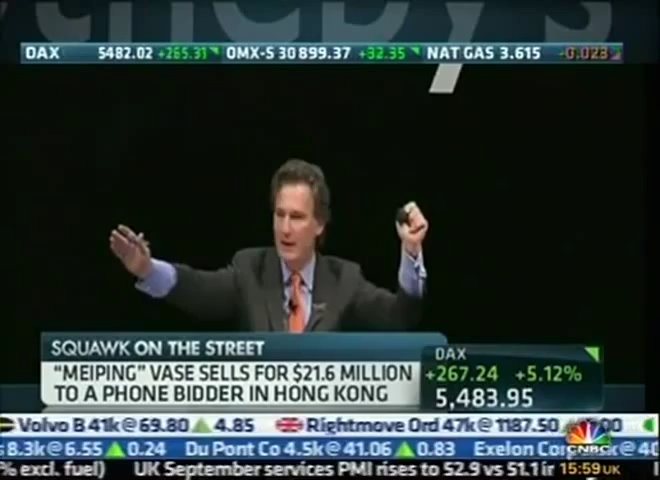 DAX 5482.02 +265.31 OMX-S 30 899.37 +32.35 NAT GAS 3.615 -0.023
SQUAWK ON THE STREET
"MEIPING" VASE SELLS FOR $21.6 MILLION
TO A PHONE BIDDER IN HONG KONG
DAX
+267.24 +5.12%
5,483.95
Volvo B 41k@69.80 4.85 Rightmove Ord 47k@1187.50
8.3k@6.55 0.24 Du Pont Co 4.5k@41.06 0.83 Exelon Cor
CNBC
% excl. fuel) UK September services PMI rises to 52.9 vs 51.1 in 15:59 UK